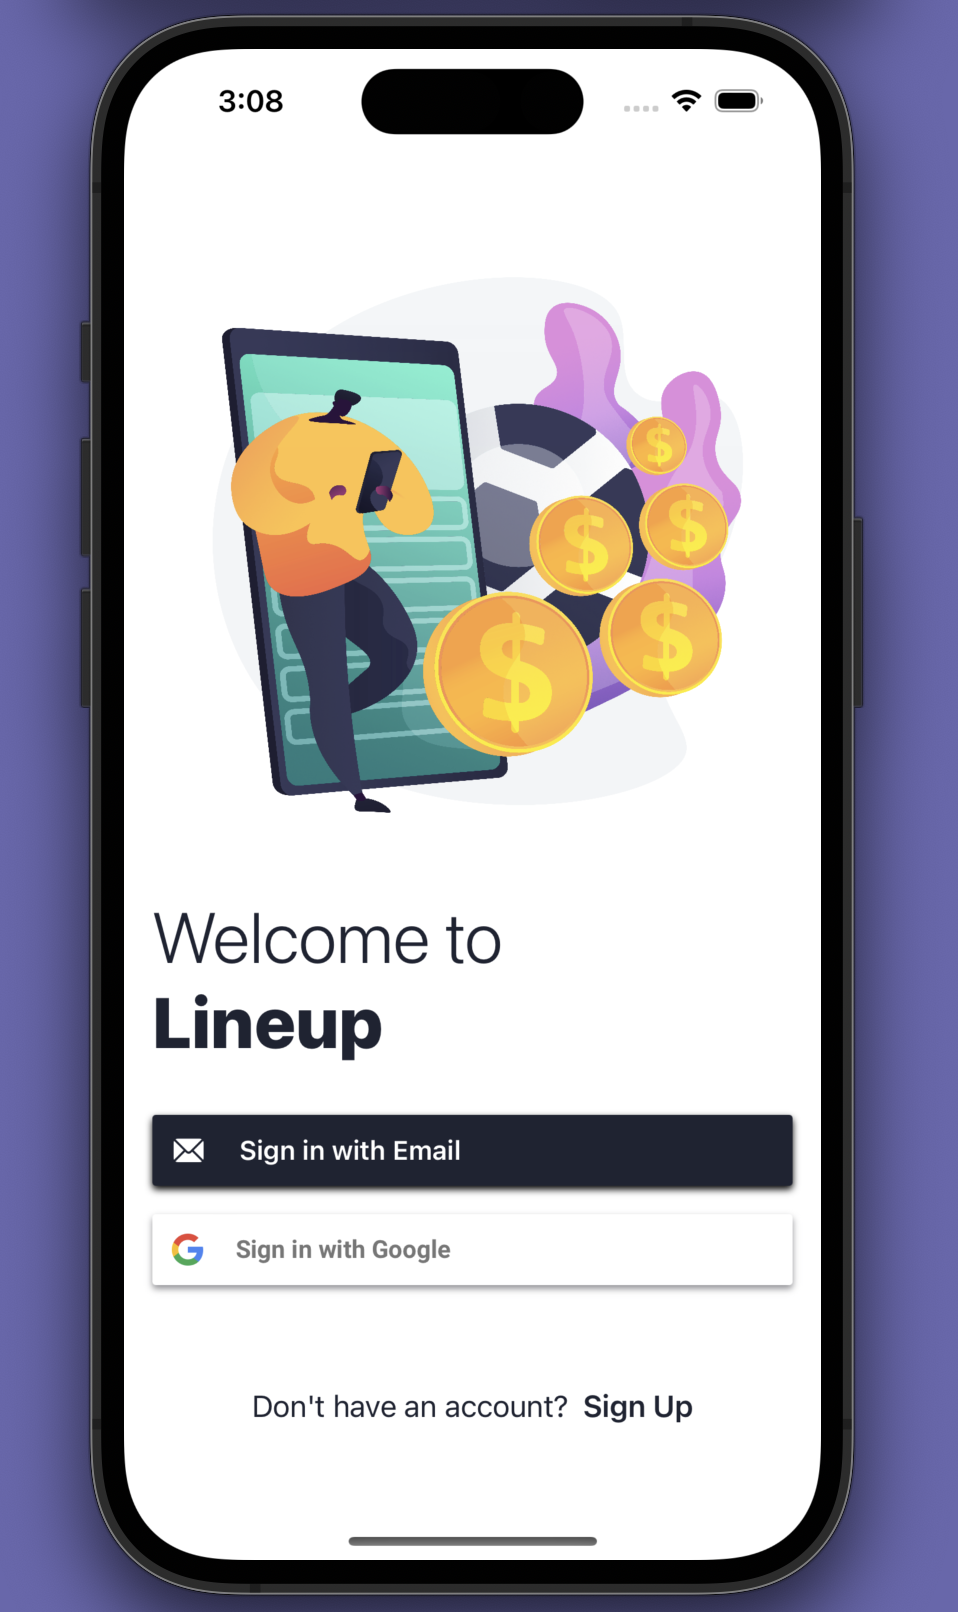 3:08
$
$
$
$
$
Welcome to
Lineup
Sign in with Email
G Sign in with Google
Don't have an account? Sign Up